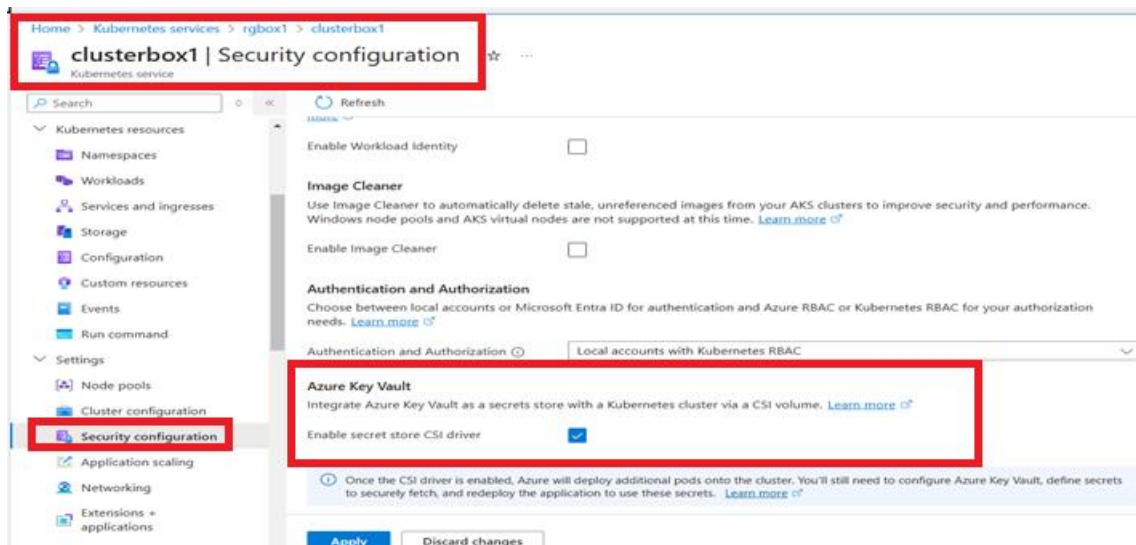 Home > Kubernetes services > rgbox1 > clusterbox1
clusterbox1 | Security configuration
Kubernetes service
Search
Kubernetes resources
Namespaces
Workloads
Services and ingresses
Storage
Configuration
Custom resources
Events
Run command
Settings
Node pools
Cluster configuration
Security configuration
Application scaling
Networking
Extensions +
applications
Refresh
Enable Workload Identity
Image Cleaner
Use Image Cleaner to automatically delete stale, unreferenced images from your AKS clusters to improve security and performance.
Windows node pools and AKS virtual nodes are not supported at this time. Learn more
Enable Image Cleaner
Authentication and Authorization
Choose between local accounts or Microsoft Entra ID for authentication and Azure RBAC or Kubernetes RBAC for your authorization
needs. Learn more
Authentication and Authorization
Local accounts with Kubernetes RBAC
Azure Key Vault
Integrate Azure Key Vault as a secrets store with a Kubernetes cluster via a CSI volume. Learn more
Enable secret store CSI driver
Once the CSI driver is enabled, Azure will deploy additional pods onto the cluster. You'll still need to configure Azure Key Vault, define secrets
to securely fetch, and redeploy the application to use these secrets. Learn more
Apply
Discard changes